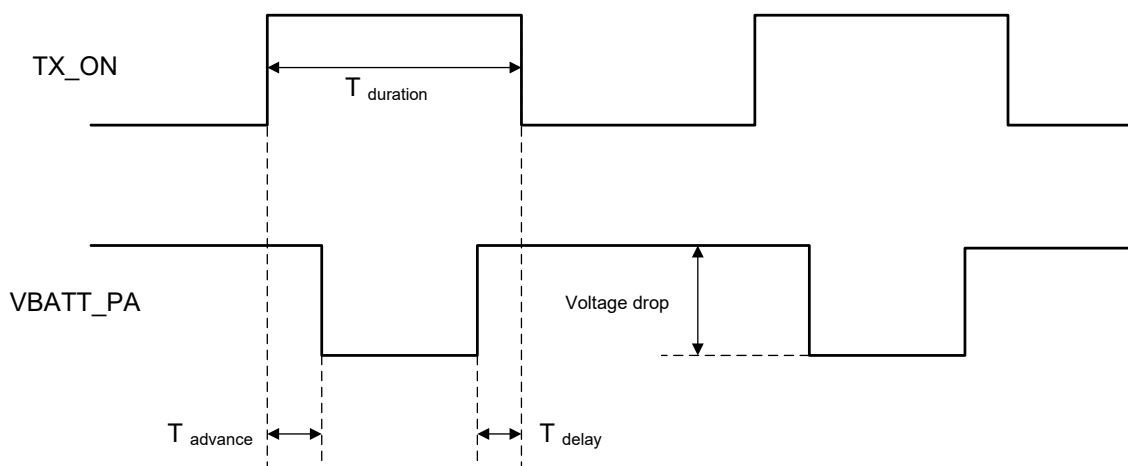 TX_ON
T duration
VBATT_PA
Voltage drop
T advance
T delay